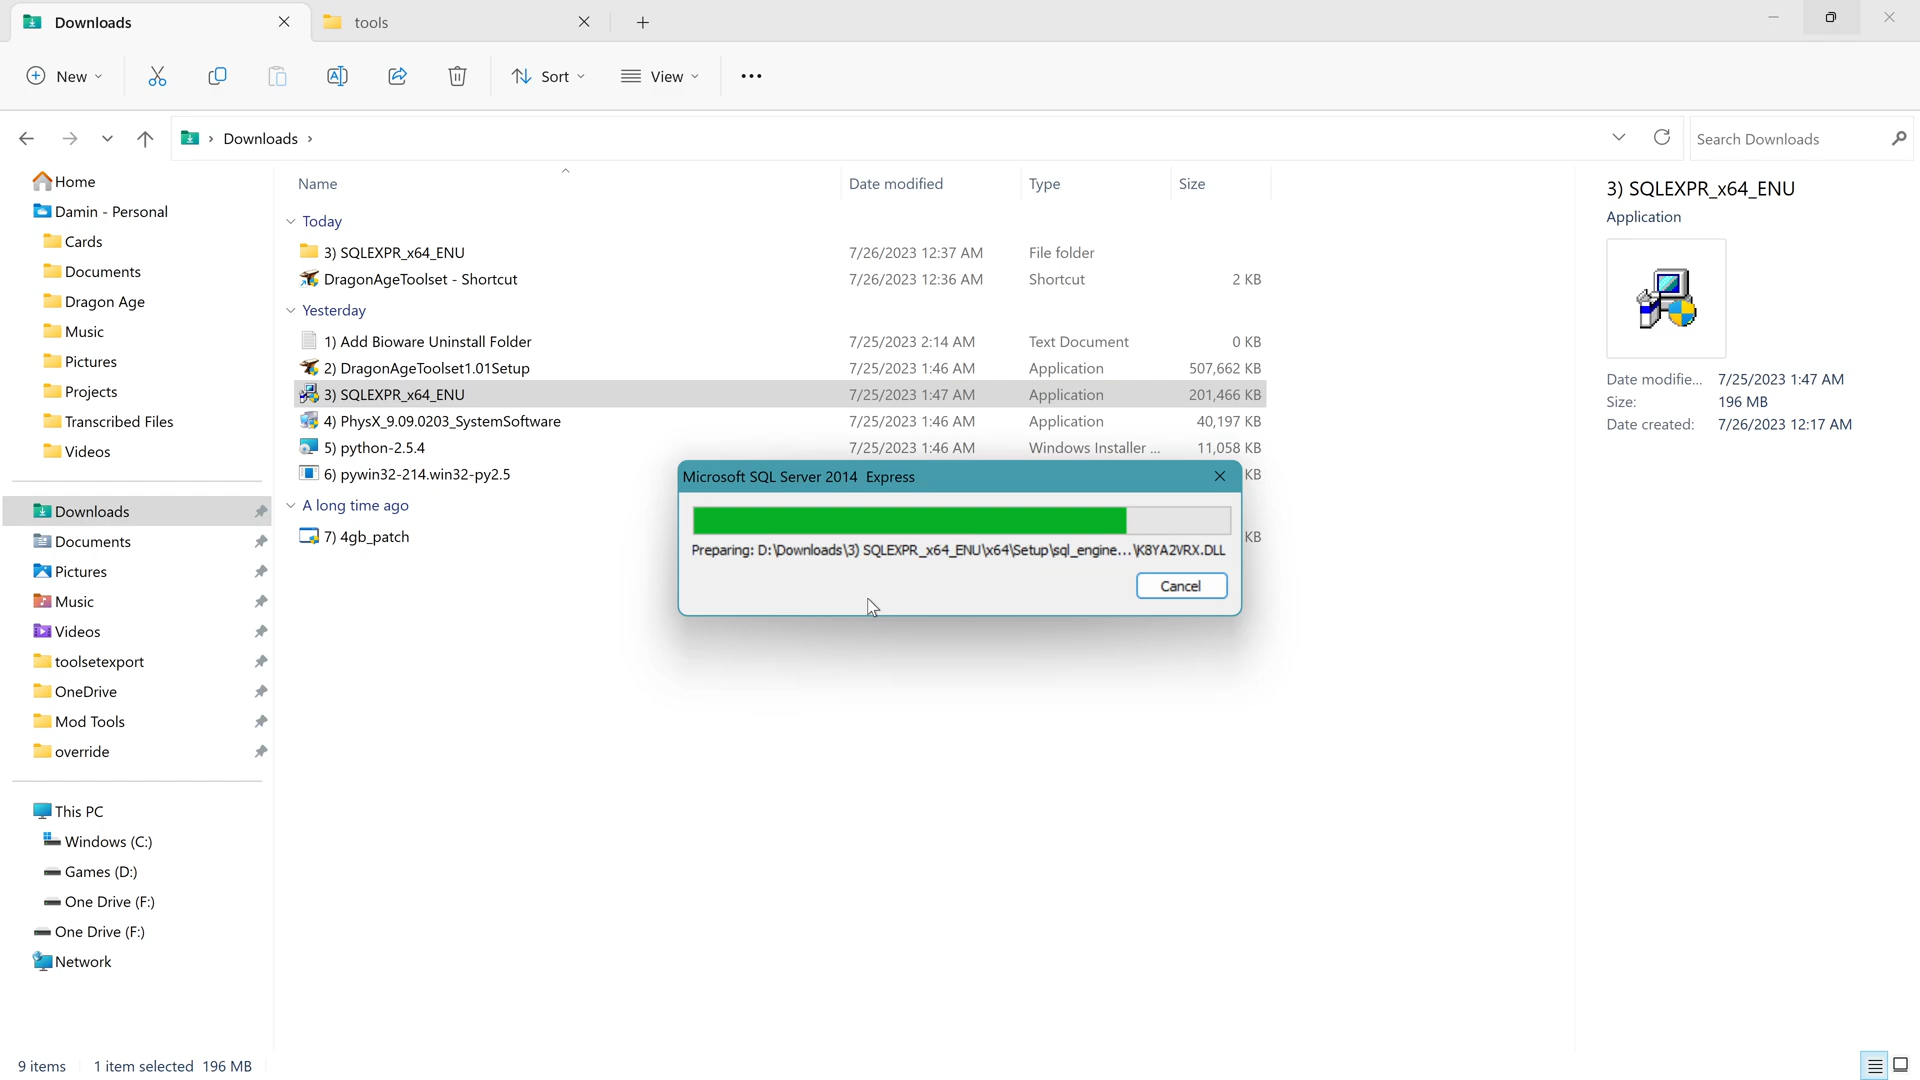 Downloads
tools
New
Sort
View
Downloads
Search Downloads
Home
Damin - Personal
Cards
Documents
Dragon Age
Music
Pictures
Projects
Transcribed Files
Videos
Downloads
Documents
Pictures
Music
Videos
toolsetexport
OneDrive
Mod Tools
override
This PC
Windows (C:)
Games (D:)
One Drive (F:)
One Drive (F:)
Network
Name Date modified Type Size
Today
3) SQLEXPR_x64_ENU 7/26/2023 12:37 AM File folder
DragonAgeToolset - Shortcut 7/26/2023 12:36 AM Shortcut 2 KB
Yesterday
1) Add Bioware Uninstall Folder 7/25/2023 2:14 AM Text Document 0 KB
2) DragonAgeToolset1.01Setup 7/25/2023 1:46 AM Application 507,662 KB
3) SQLEXPR_x64_ENU 7/25/2023 1:47 AM Application 201,466 KB
4) PhysX_9.09.0203_SystemSoftware 7/25/2023 1:46 AM Application 40,197 KB
5) python-2.5.4 7/25/2023 1:46 AM Windows Installer ... 11,058 KB
6) pywin32-214.win32-py2.5 KB
A long time ago
7) 4gb_patch KB
Microsoft SQL Server 2014 Express
Preparing: D:\Downloads\3) SQLEXPR_x64_ENU\x64\Setup\sql_engine...\K8YA2VRX.DLL
Cancel
3) SQLEXPR_x64_ENU
Application
Date modifie... 7/25/2023 1:47 AM
Size: 196 MB
Date created: 7/26/2023 12:17 AM
9 items 1 item selected 196 MB